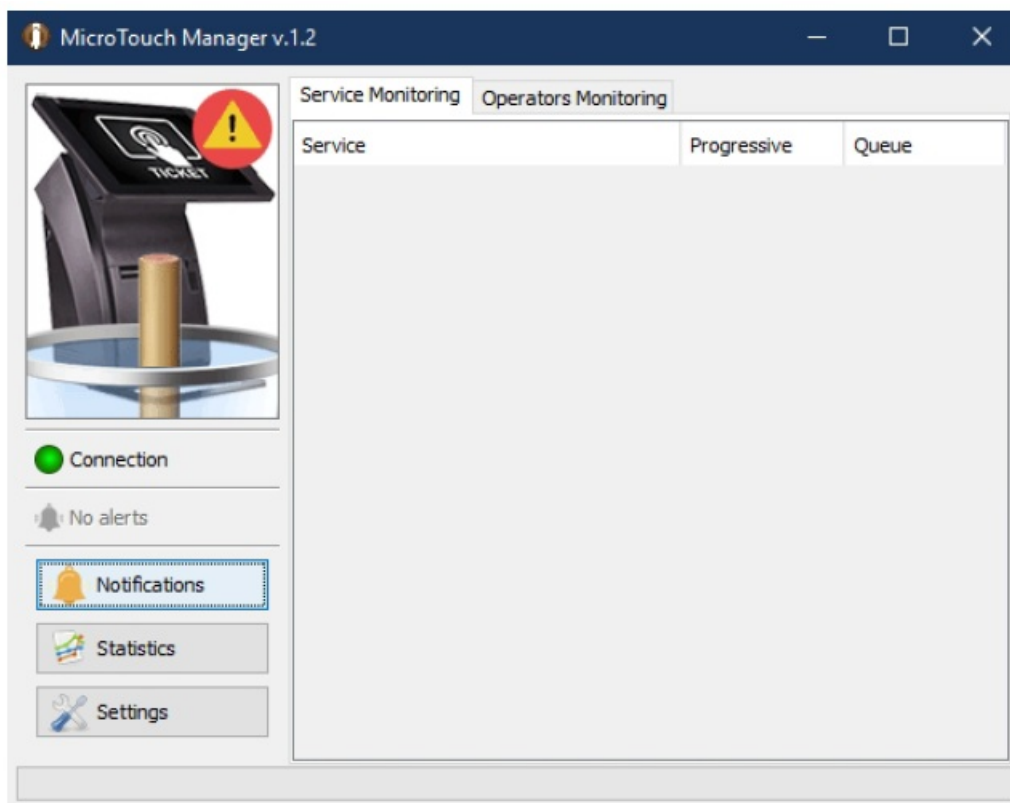 MicroTouch Manager v.1.2
Service Monitoring Operators Monitoring
Service Progressive Queue
TICKET
Connection
No alerts
Notifications
Statistics
Settings